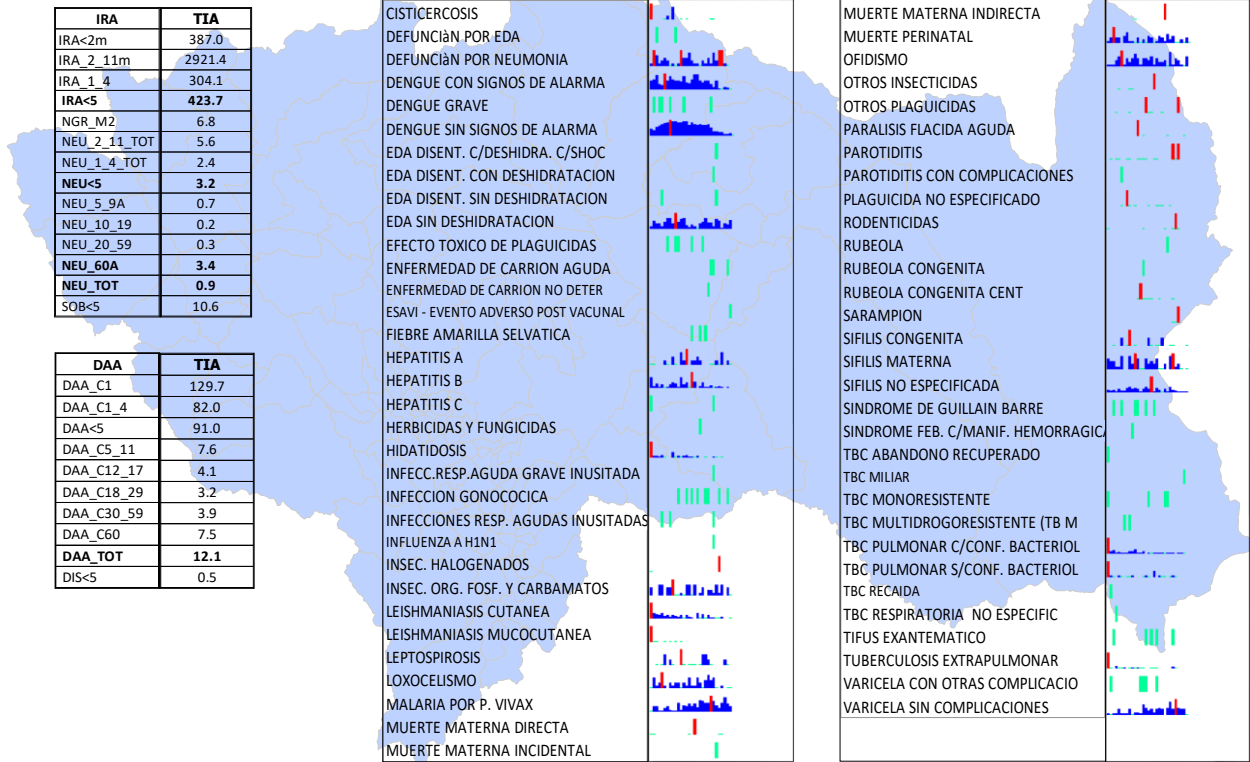 IRA TIA
IRA<2m 387.0
IRA_2_11m 2921.4
IRA_1_4 304.1
IRA<5 423.7
NGR_M2 6.8
NEU_2_11_TOT 5.6
NEU_1_4_TOT 2.4
NEU<5 3.2
NEU_5_9A 0.7
NEU_10_19 0.2
NEU_20_59 0.3
NEU_60A 3.4
NEU_TOT 0.9
SOB<5 10.6
DAA TIA
DAA_C1 129.7
DAA_C1_4 82.0
DAA<5 91.0
DAA_C5_11 7.6
DAA_C12_17 4.1
DAA_C18_29 3.2
DAA_C30_59 3.9
DAA_C60 7.5
DAA_TOT 12.1
DIS<5 0.5
CISTICERCOSIS
DEFUNCIàN POR EDA
DEFUNCIàN POR NEUMONIA
DENGUE CON SIGNOS DE ALARMA
DENGUE GRAVE
DENGUE SIN SIGNOS DE ALARMA
EDA DISENT. C/DESHIDRA. C/SHOC
EDA DISENT. CON DESHIDRATACION
EDA DISENT. SIN DESHIDRATACION
EDA SIN DESHIDRATACION
EFECTO TOXICO DE PLAGUICIDAS
ENFERMEDAD DE CARRION AGUDA
ENFERMEDAD DE CARRION NO DETER
ESAVI - EVENTO ADVERSO POST VACUNAL
FIEBRE AMARILLA SELVATICA
HEPATITIS A
HEPATITIS B
HEPATITIS C
HERBICIDAS Y FUNGICIDAS
HIDATIDOSIS
INFECC.RESP.AGUDA GRAVE INUSITADA
INFECCION GONOCOCICA
INFECCIONES RESP. AGUDAS INUSITADAS
INFLUENZA A H1N1
INSEC. HALOGENADOS
INSEC. ORG. FOSF. Y CARBAMATOS
LEISHMANIASIS CUTANEA
LEISHMANIASIS MUCOCUTANEA
LEPTOSPIROSIS
LOXOCELISMO
MALARIA POR P. VIVAX
MUERTE MATERNA DIRECTA
MUERTE MATERNA INCIDENTAL
MUERTE MATERNA INDIRECTA
MUERTE PERINATAL
OFIDISMO
OTROS INSECTICIDAS
OTROS PLAGUICIDAS
PARALISIS FLACIDA AGUDA
PAROTIDITIS
PAROTIDITIS CON COMPLICACIONES
PLAGUICIDA NO ESPECIFICADO
RODENTICIDAS
RUBEOLA
RUBEOLA CONGENITA
RUBEOLA CONGENITA CENT
SARAMPION
SIFILIS CONGENITA
SIFILIS MATERNA
SIFILIS NO ESPECIFICADA
SINDROME DE GUILLAIN BARRE
SINDROME FEB. C/MANIF. HEMORRAGICA
TBC ABANDONO RECUPERADO
TBC MILIAR
TBC MONORESISTENTE
TBC MULTIDROGORESISTENTE (TB M
TBC PULMONAR C/CONF. BACTERIOL
TBC PULMONAR S/CONF. BACTERIOL
TBC RECAIDA
TBC RESPIRATORIA NO ESPECIFIC
TIFUS EXANTEMATICO
TUBERCULOSIS EXTRAPULMONAR
VARICELA CON OTRAS COMPLICACIO
VARICELA SIN COMPLICACIONES